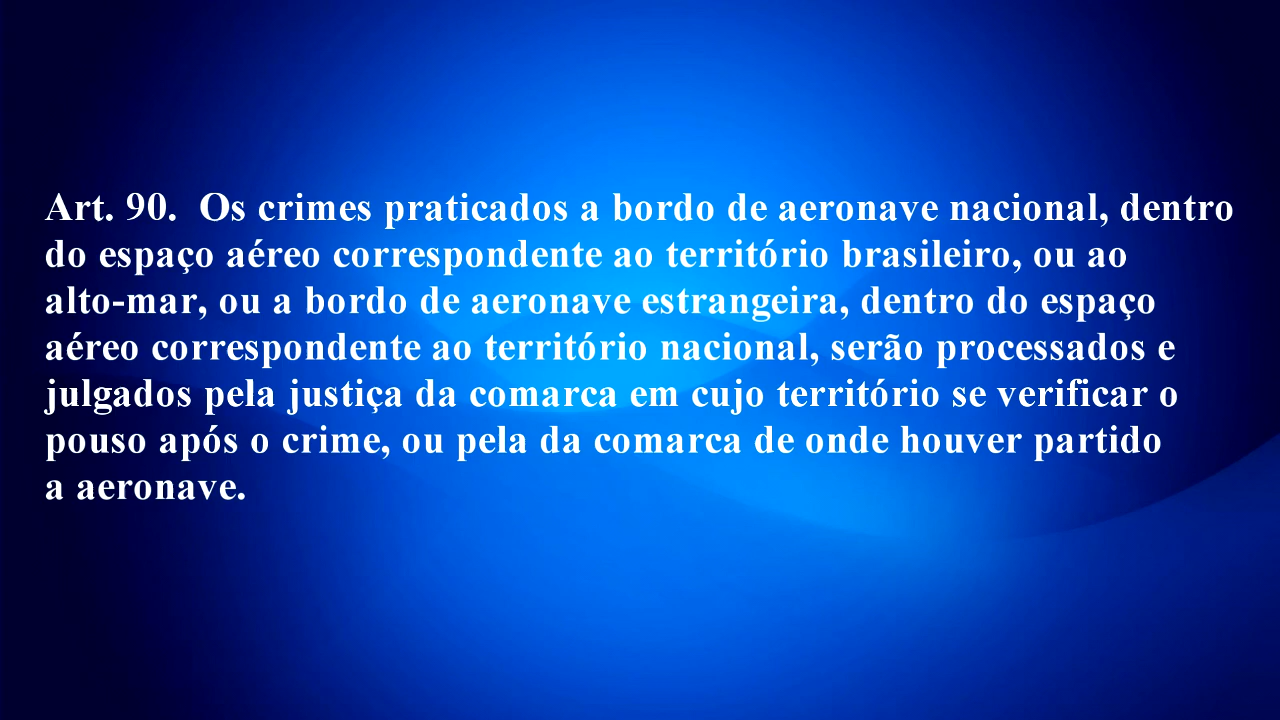 Art. 90.  Os crimes praticados a bordo de aeronave nacional, dentro
do espaço aéreo correspondente ao território brasileiro, ou ao
alto-mar, ou a bordo de aeronave estrangeira, dentro do espaço
aéreo correspondente ao território nacional, serão processados e
julgados pela justiça da comarca em cujo território se verificar o
pouso após o crime, ou pela da comarca de onde houver partido
a aeronave.